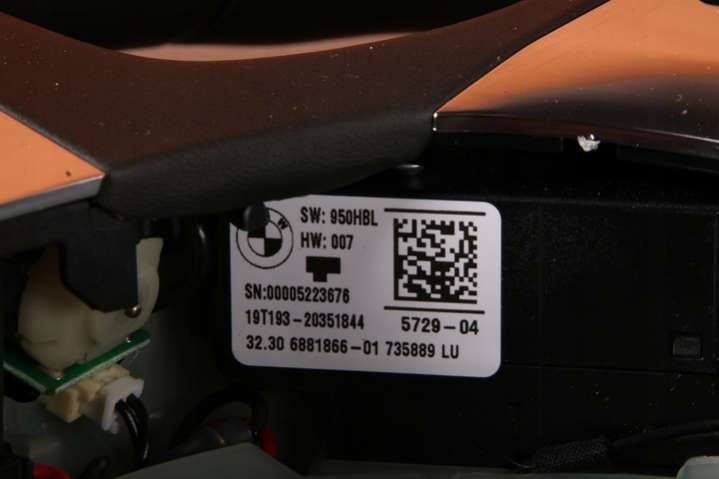 SW: 950HBL
HW: 007
SN:00005223676
19T193-20351844
5729-04
32.30 6881866-01 735889 LU